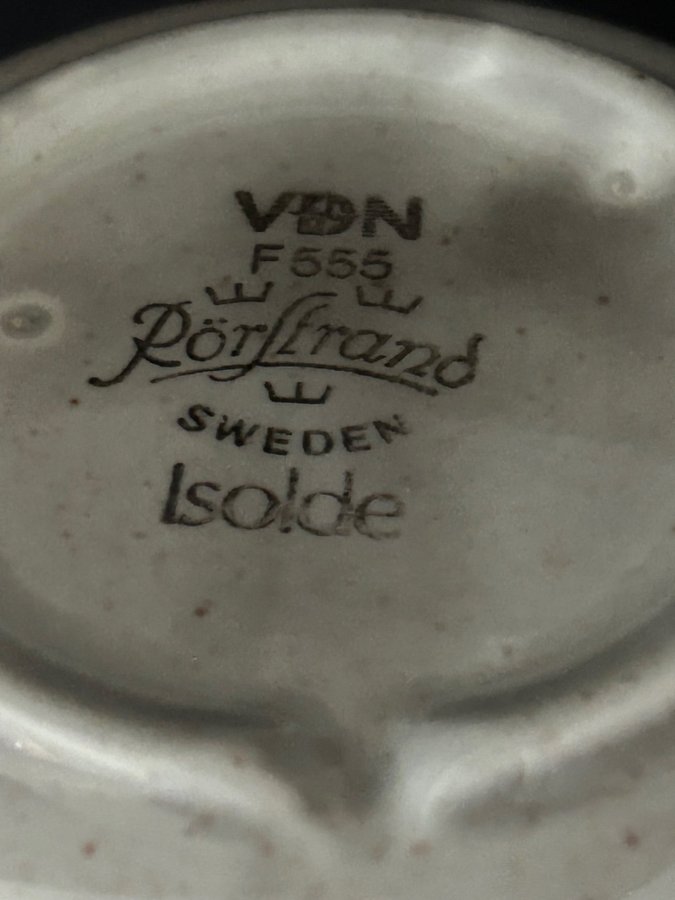 VDN
F555
Rörstrand
SWEDEN
Isolde